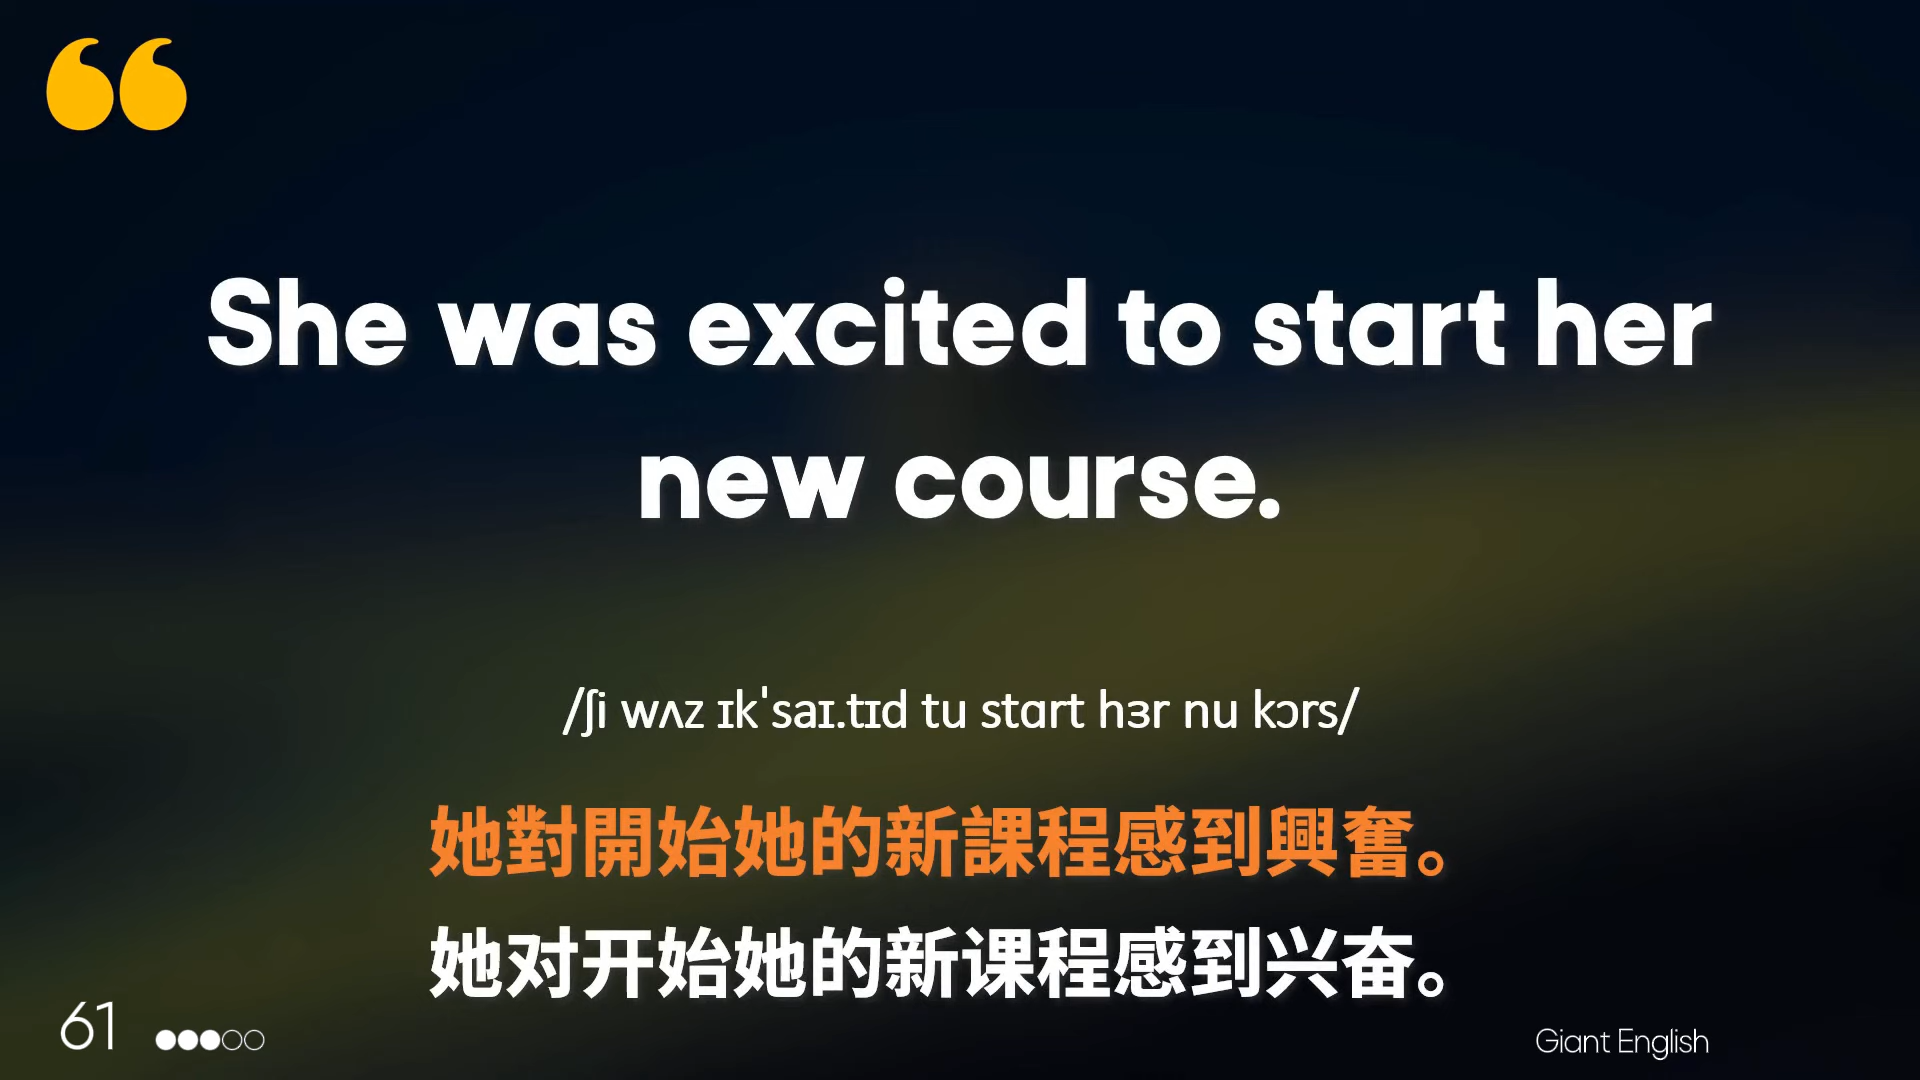 She was excited to start her
new course.
/ʃi wʌz ɪkˈsaɪ.tɪd tu stɑrt hɜr nu kɔrs/
她對開始她的新課程感到興奮。
她对开始她的新课程感到兴奋。
61
Giant English